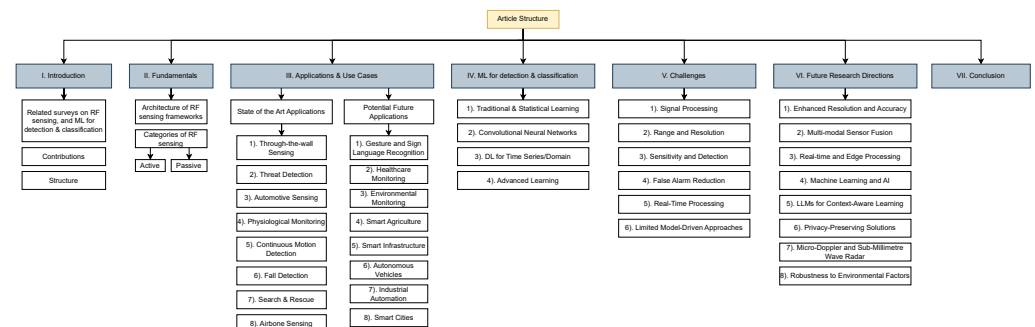 Article Structure
I. Introduction
II. Fundamentals
III. Applications & Use Cases
IV. ML for detection & classification
V. Challenges
VI. Future Research Directions
VII. Conclusion
Related surveys on RF
sensing, and ML for
detection & classification
Contributions
Structure
Architecture of RF
sensing frameworks
Categories of RF
sensing
Active
Passive
State of the Art Applications
1). Through-the-wall
Sensing
2). Threat Detection
3). Automotive Sensing
4). Physiological Monitoring
5). Continuous Motion
Detection
6). Fall Detection
7). Search & Rescue
8). Airbone Sensing
Potential Future
Applications
1). Gesture and Sign
Language Recognition
2). Healthcare
Monitoring
3). Environmental
Monitoring
4). Smart Agriculture
5). Smart Infrastructure
6). Autonomous
Vehicles
7). Industrial
Automation
8). Smart Cities
1). Traditional & Statistical Learning
2). Convolutional Neural Networks
3). DL for Time Series/Domain
4). Advanced Learning
1). Signal Processing
2). Range and Resolution
3). Sensitivity and Detection
4). False Alarm Reduction
5). Real-Time Processing
6). Limited Model-Driven Approaches
1). Enhanced Resolution and Accuracy
2). Multi-modal Sensor Fusion
3). Real-time and Edge Processing
4). Machine Learning and AI
5). LLMs for Context-Aware Learning
6). Privacy-Preserving Solutions
7). Micro-Doppler and Sub-Millimetre
Wave Radar
8). Robustness to Environmental Factors